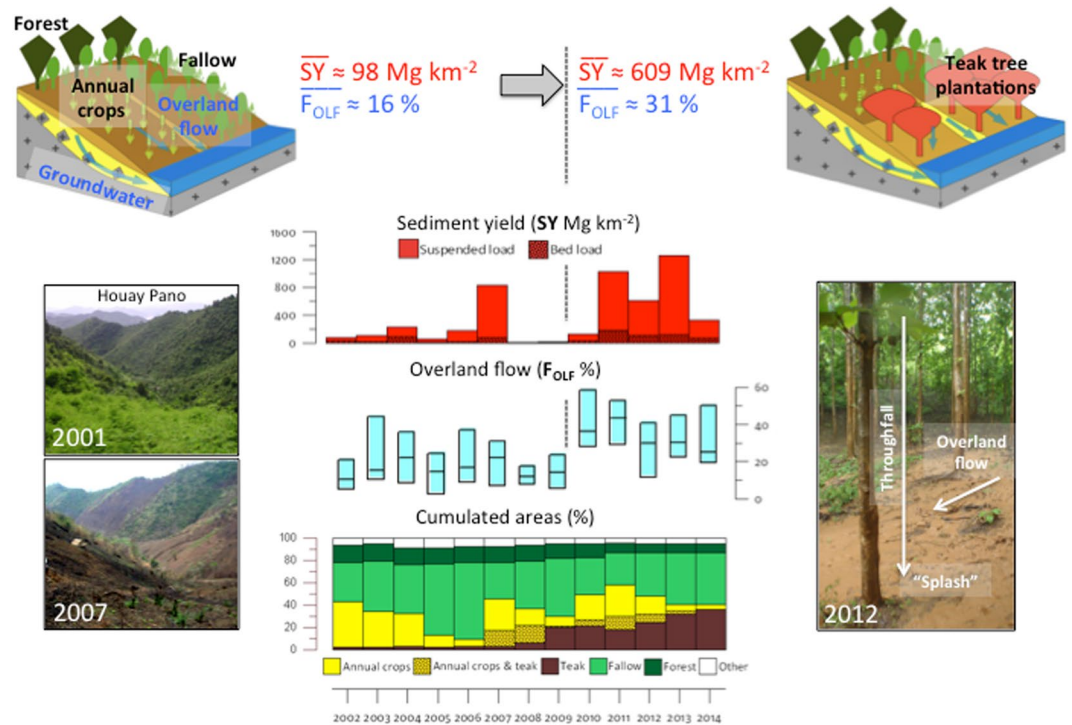 Forest
Fallow
Annual
crops
Overland
flow
Groundwater
SY ≈ 98 Mg km-2
FOLF ≈ 16 %
SY ≈ 609 Mg km-2
FOLF ≈ 31 %
Teak tree
plantations
Sediment yield (SY Mg km-2)
1600
1200
800
400
0
Suspended load
Bed load
Overland flow (FOLF %)
60
40
20
0
Cumulated areas (%)
100
80
60
40
20
0
Annual crops
Annual crops & teak
Teak
Fallow
Forest
Other
2002 2003 2004 2005 2006 2007 2008 2009 2010 2011 2012 2013 2014
Houay Pano
2001
2007
Throughfall
Overland
flow
“Splash”
2012